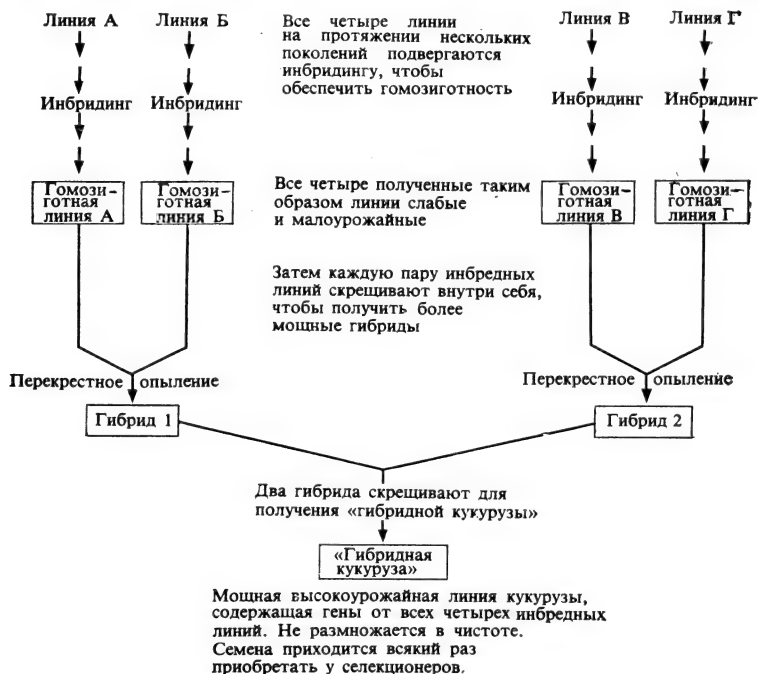 Линия А
Линия Б
Все четыре линии
на протяжении нескольких
поколений подвергаются
инбридингу, чтобы
обеспечить гомозиготность
Линия В
Линия Г
Инбридинг
Инбридинг
Инбридинг
Инбридинг
Гомози-
готная
линия А
Гомози-
готная
линия Б
Все четыре полученные таким
образом линии слабые
и малоурожайные
Гомози-
готная
линия В
Гомози-
готная
линия Г
Затем каждую пару инбредных
линий скрещивают внутри себя,
чтобы получить более
мощные гибриды
Перекрестное опыление
Перекрестное опыление
Гибрид 1
Гибрид 2
Два гибрида скрещивают для
получения «гибридной кукурузы»
«Гибридная
кукуруза»
Мощная высокоурожайная линия кукурузы,
содержащая гены от всех четырех инбредных
линий. Не размножается в чистоте.
Семена приходится всякий раз
приобретать у селекционеров.